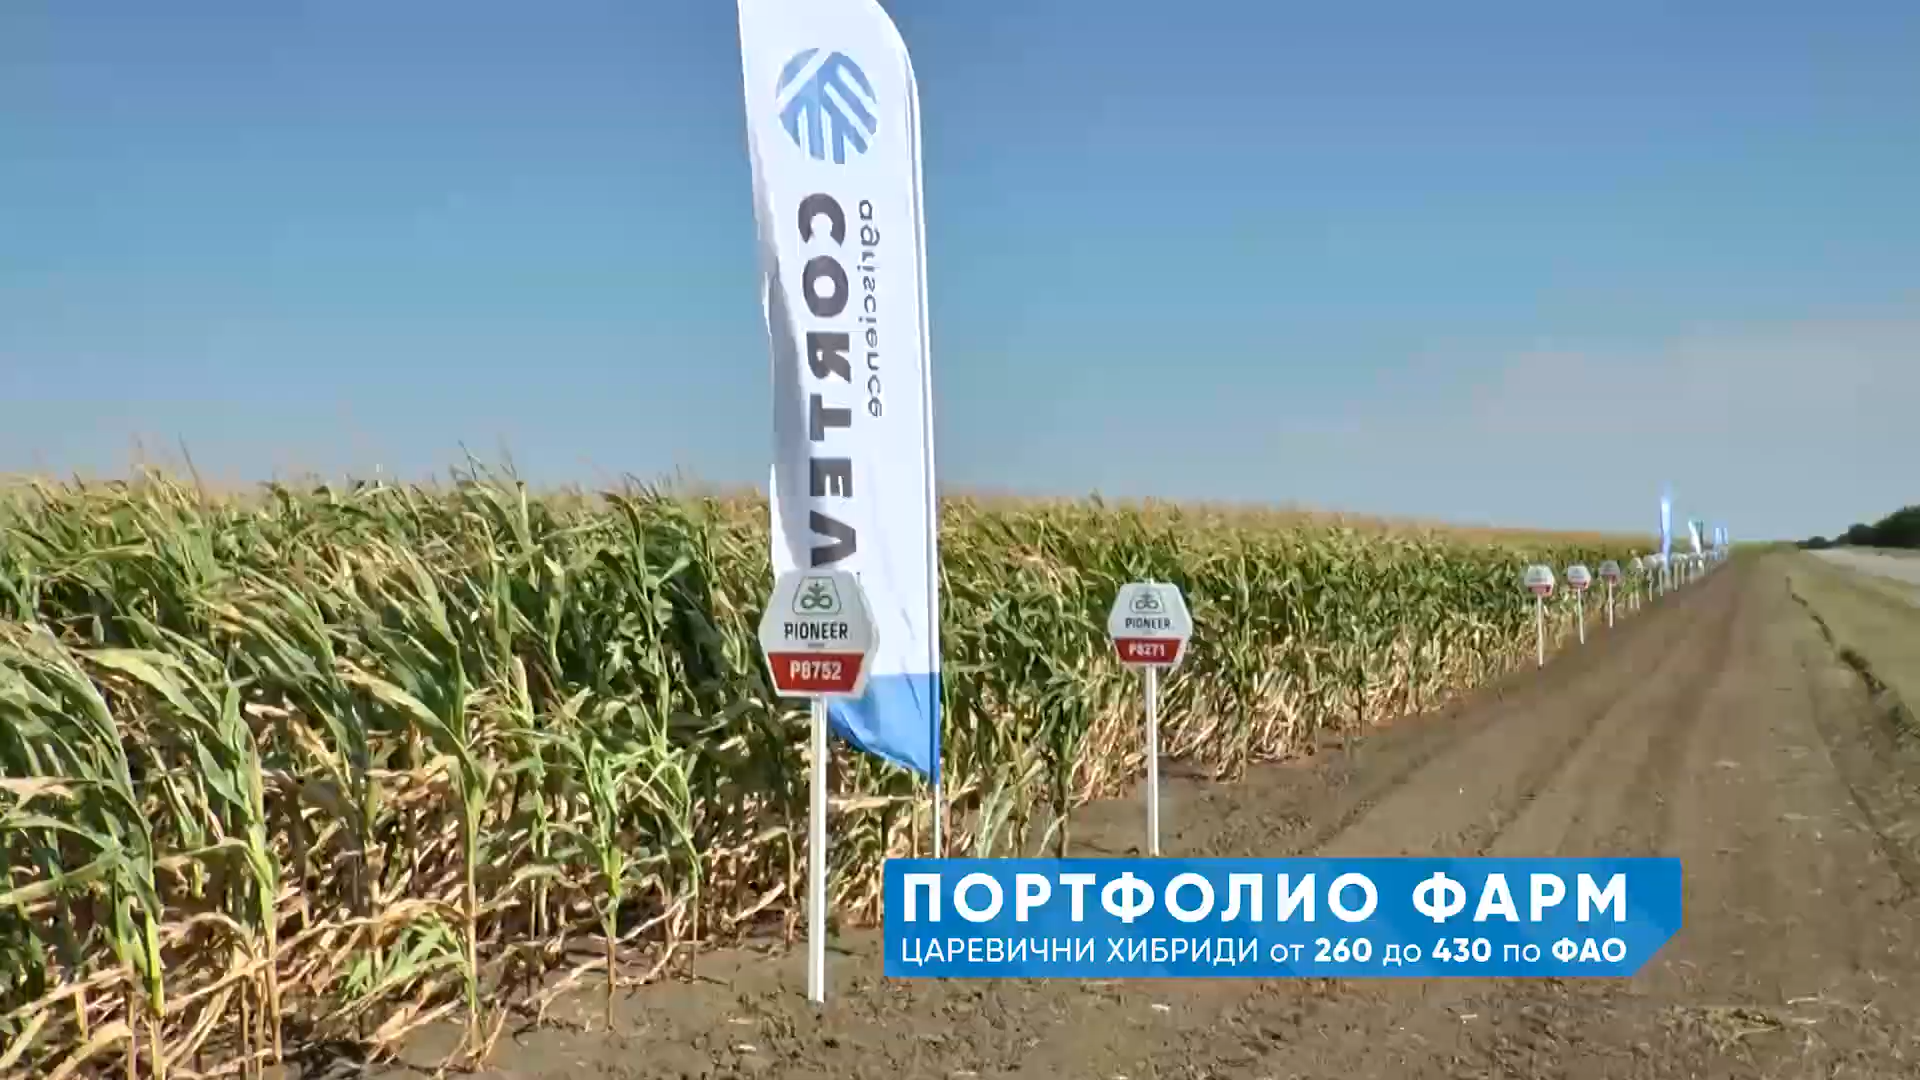 CORTEVA
agriscience
PIONEER
P8752
PIONEER
P8271
ПОРТФОЛИО ФАРМ
ЦАРЕВИЧНИ ХИБРИДИ от 260 до 430 по ФАО